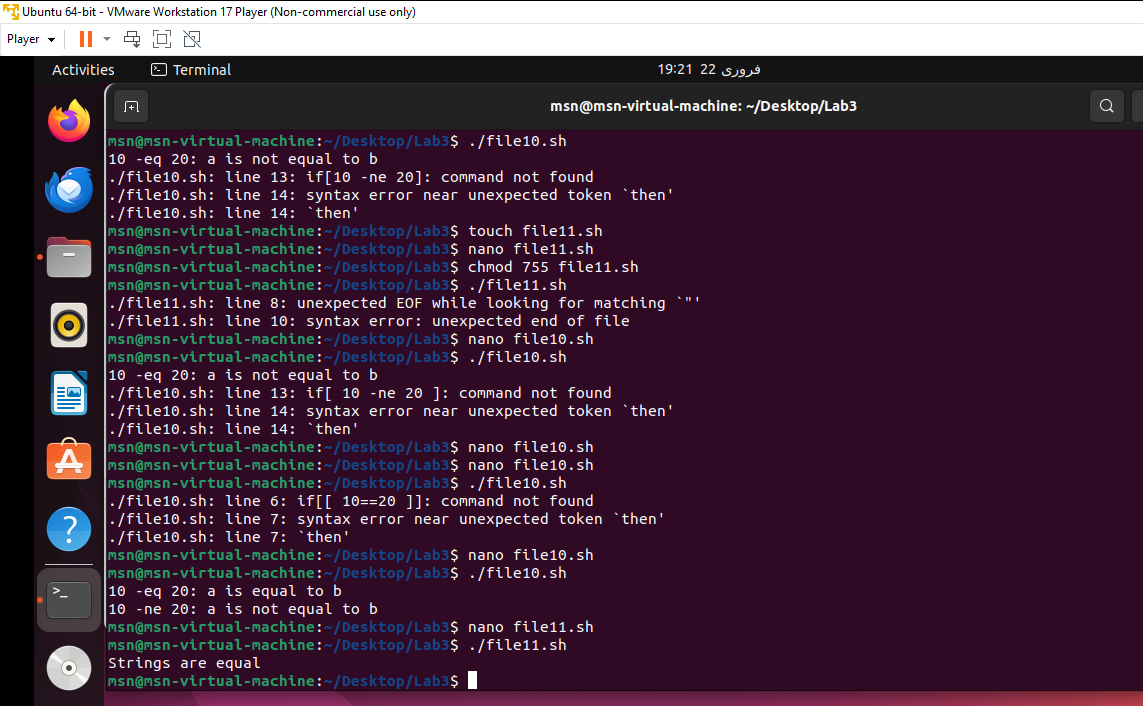 Ubuntu 64-bit - VMware Workstation 17 Player (Non-commercial use only)
Player
Activities
Terminal
19:21 22 فروری
msn@msn-virtual-machine: ~/Desktop/Lab3
msn@msn-virtual-machine:~/Desktop/Lab3$ ./file10.sh
10 -eq 20: a is not equal to b
./file10.sh: line 13: if[10 -ne 20]: command not found
./file10.sh: line 14: syntax error near unexpected token `then'
./file10.sh: line 14: `then'
msn@msn-virtual-machine:~/Desktop/Lab3$ touch file11.sh
msn@msn-virtual-machine:~/Desktop/Lab3$ nano file11.sh
msn@msn-virtual-machine:~/Desktop/Lab3$ chmod 755 file11.sh
msn@msn-virtual-machine:~/Desktop/Lab3$ ./file11.sh
./file11.sh: line 8: unexpected EOF while looking for matching `"'
./file11.sh: line 10: syntax error: unexpected end of file
msn@msn-virtual-machine:~/Desktop/Lab3$ nano file10.sh
msn@msn-virtual-machine:~/Desktop/Lab3$ ./file10.sh
10 -eq 20: a is not equal to b
./file10.sh: line 13: if[ 10 -ne 20 ]: command not found
./file10.sh: line 14: syntax error near unexpected token `then'
./file10.sh: line 14: `then'
msn@msn-virtual-machine:~/Desktop/Lab3$ nano file10.sh
msn@msn-virtual-machine:~/Desktop/Lab3$ nano file10.sh
msn@msn-virtual-machine:~/Desktop/Lab3$ ./file10.sh
./file10.sh: line 6: if[[ 10==20 ]]: command not found
./file10.sh: line 7: syntax error near unexpected token `then'
./file10.sh: line 7: `then'
msn@msn-virtual-machine:~/Desktop/Lab3$ nano file10.sh
msn@msn-virtual-machine:~/Desktop/Lab3$ ./file10.sh
10 -eq 20: a is equal to b
10 -ne 20: a is not equal to b
msn@msn-virtual-machine:~/Desktop/Lab3$ nano file11.sh
msn@msn-virtual-machine:~/Desktop/Lab3$ ./file11.sh
Strings are equal
msn@msn-virtual-machine:~/Desktop/Lab3$